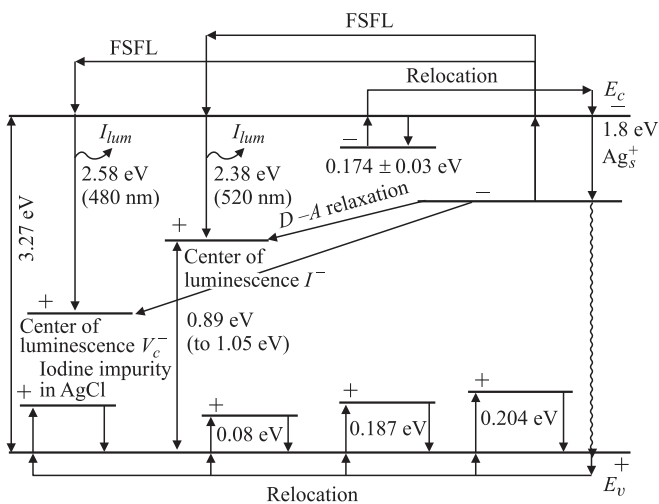 FSFL
FSFL
Relocation
E_c
−
I_lum
I_lum
1.8 eV
Ag_s^+
2.58 eV
(480 nm)
2.38 eV
(520 nm)
−
0.174 ± 0.03 eV
3.27 eV
D –A relaxation
−
+
Center of
luminescence I^−
+
Center of
luminescence V_c^−
0.89 eV
(to 1.05 eV)
Iodine impurity
in AgCl
+
+
0.08 eV
+
0.187 eV
+
0.204 eV
+
E_v
Relocation